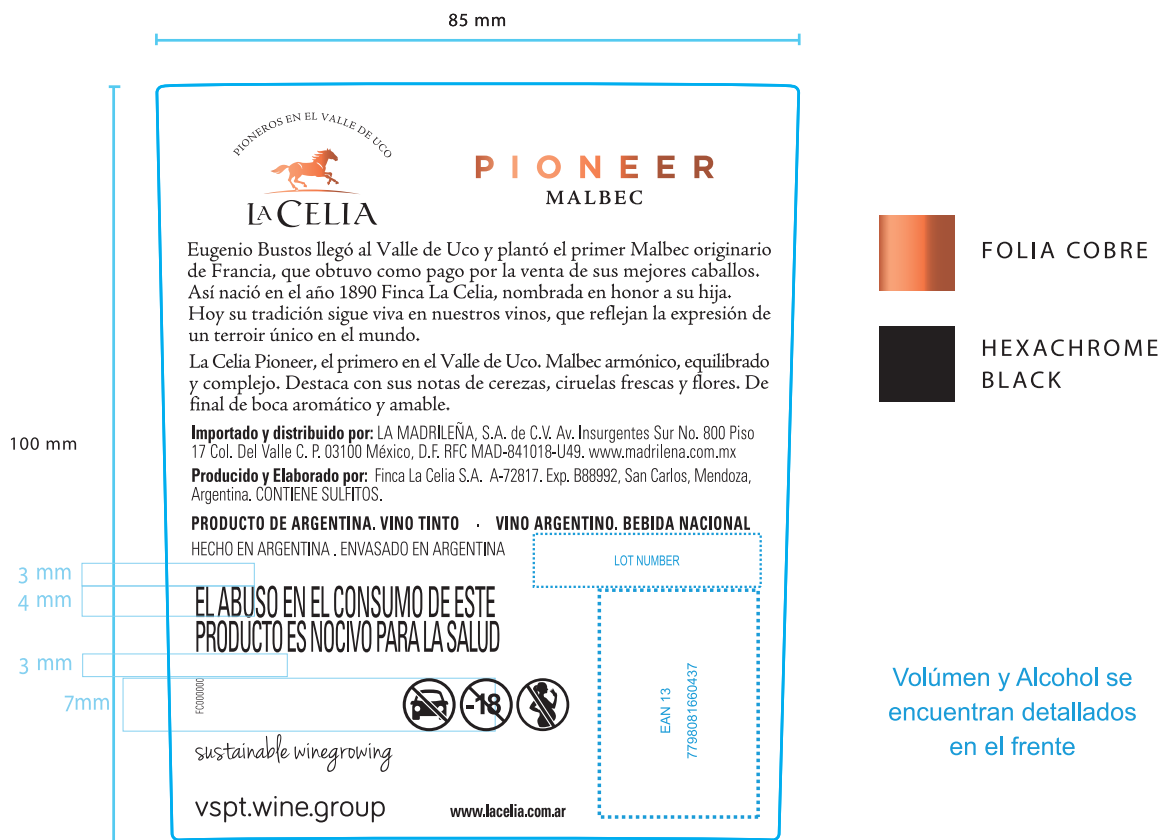 85 mm
PIONEROS EN EL VALLE DE UCO
LA CELIA
PIONEER
MALBEC
Eugenio Bustos llegó al Valle de Uco y plantó el primer Malbec originario
de Francia, que obtuvo como pago por la venta de sus mejores caballos.
Así nació en el año 1890 Finca La Celia, nombrada en honor a su hija.
Hoy su tradición sigue viva en nuestros vinos, que reflejan la expresión de
un terroir único en el mundo.
La Celia Pioneer, el primero en el Valle de Uco. Malbec armónico, equilibrado
y complejo. Destaca con sus notas de cerezas, ciruelas frescas y flores. De
final de boca aromático y amable.
Importado y distribuido por: LA MADRILEÑA, S.A. de C.V. Av. Insurgentes Sur No. 800 Piso
17 Col. Del Valle C. P. 03100 México, D.F. RFC MAD-841018-U49. www.madrilena.com.mx
Producido y Elaborado por: Finca La Celia S.A. A-72817. Exp. B88992, San Carlos, Mendoza,
Argentina. CONTIENE SULFITOS.
PRODUCTO DE ARGENTINA. VINO TINTO · VINO ARGENTINO. BEBIDA NACIONAL
HECHO EN ARGENTINA . ENVASADO EN ARGENTINA
LOT NUMBER
EL ABUSO EN EL CONSUMO DE ESTE
PRODUCTO ES NOCIVO PARA LA SALUD
FC000000
-18
EAN 13
7798081660437
sustainable winegrowing
vspt.wine.group
www.lacelia.com.ar
100 mm
3 mm
4 mm
3 mm
7mm
FOLIA COBRE
HEXACHROME
BLACK
Volúmen y Alcohol se
encuentran detallados
en el frente